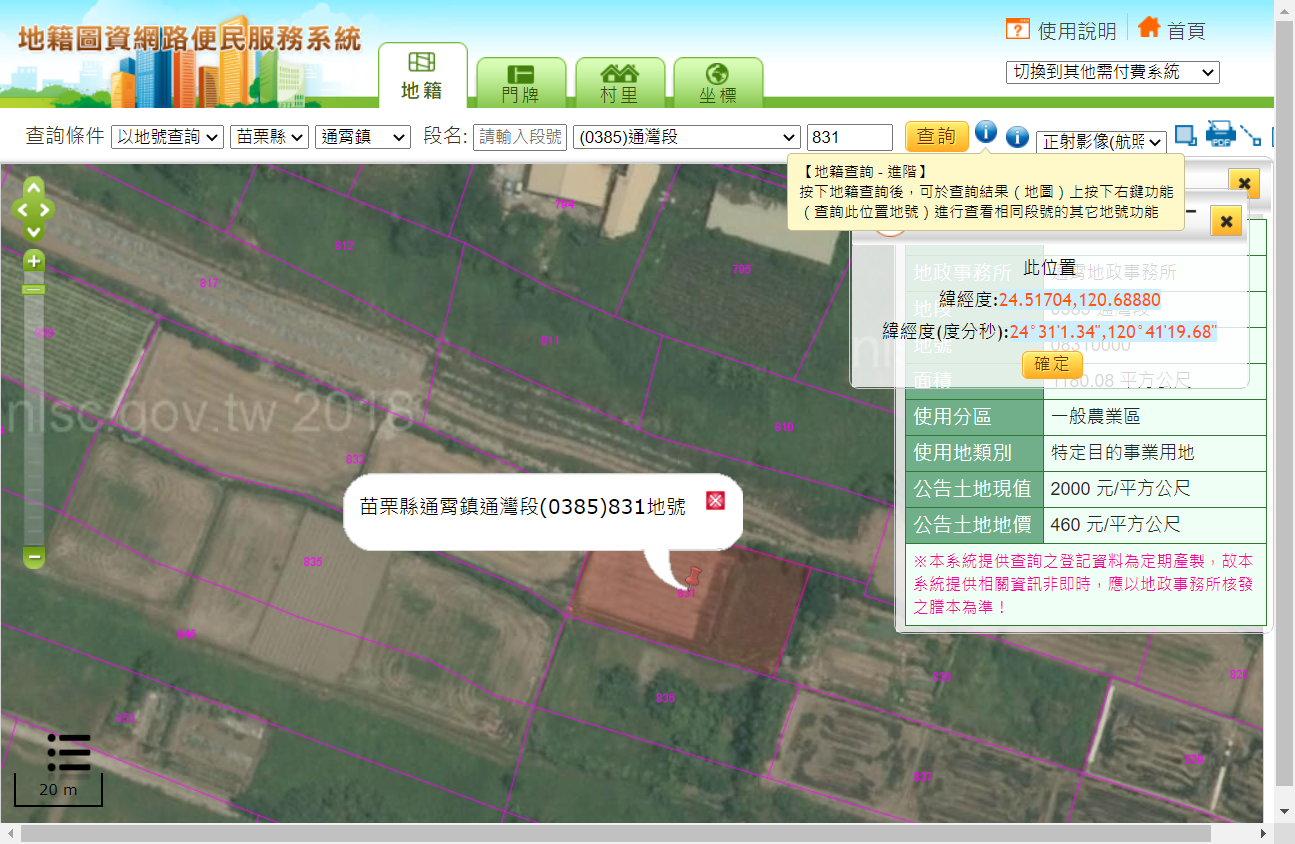 地籍圖資網路便民服務系統
地籍
門牌
村里
坐標
使用說明
首頁
切換到其他需付費系統
查詢條件 以地號查詢 苗栗縣 通霄鎮 段名: 請輸入段號 (0385)通灣段 831 查詢 正射影像(航照
【地籍查詢 - 進階】
按下地籍查詢後，可於查詢結果（地圖）上按下右鍵功能
（查詢此位置地號）進行查看相同段號的其它地號功能
此位置
緯經度:24.51704,120.68880
緯經度(度分秒):24°31'1.34",120°41'19.68"
確定
地政事務所 通霄地政事務所
地段 0385 通灣段
地號 08310000
面積 1180.08 平方公尺
使用分區 一般農業區
使用地類別 特定目的事業用地
公告土地現值 2000 元/平方公尺
公告土地地價 460 元/平方公尺
※本系統提供查詢之登記資料為定期產製，故本
系統提供相關資訊非即時，應以地政事務所核發
之謄本為準！
苗栗縣通霄鎮通灣段(0385)831地號
nlsc.gov.tw 2018
812
817
811
810
835
831
20 m